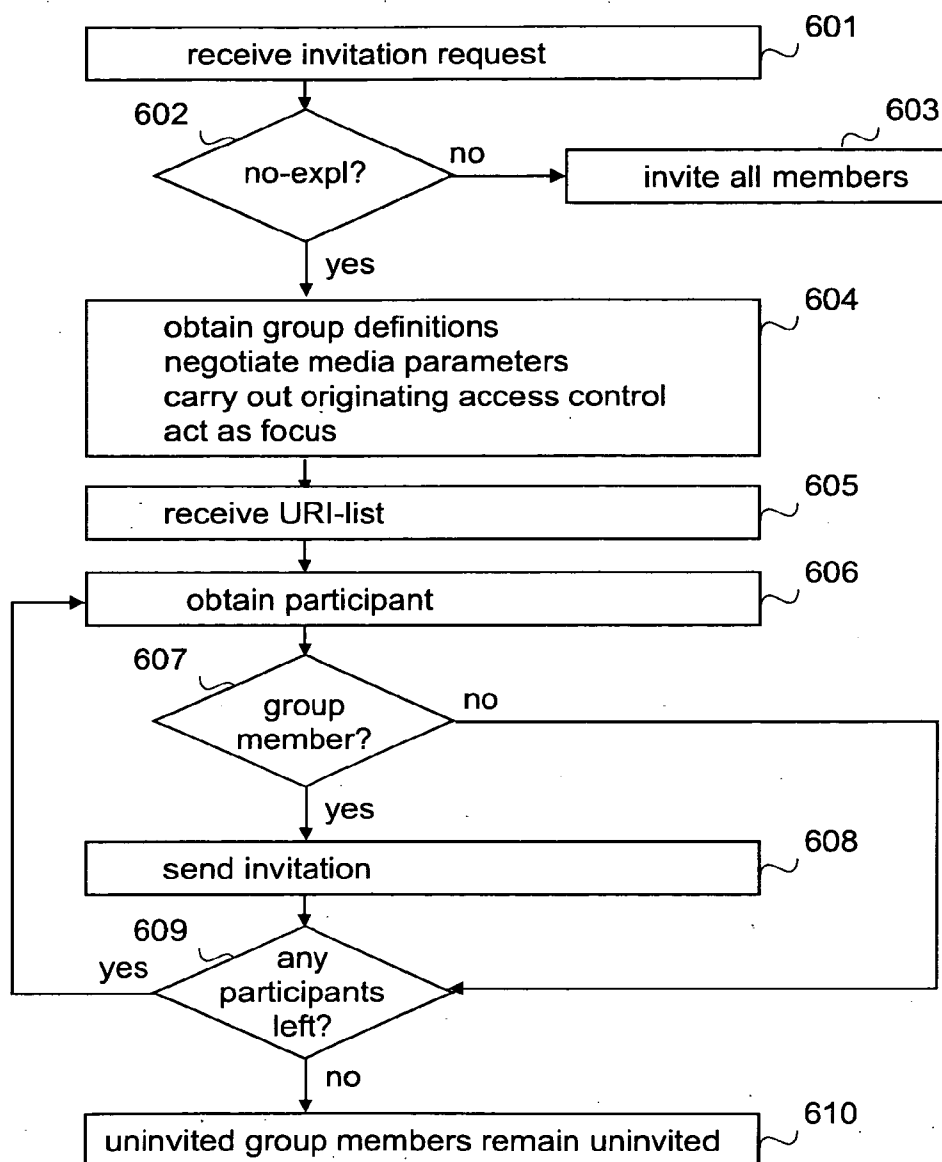 receive invitation request
601
602
no-expl?
no
603
invite all members
yes
604
obtain group definitions
negotiate media parameters
carry out originating access control
act as focus
605
receive URI-list
606
obtain participant
607
group
member?
no
yes
608
send invitation
609
yes
any
participants
left?
no
610
uninvited group members remain uninvited